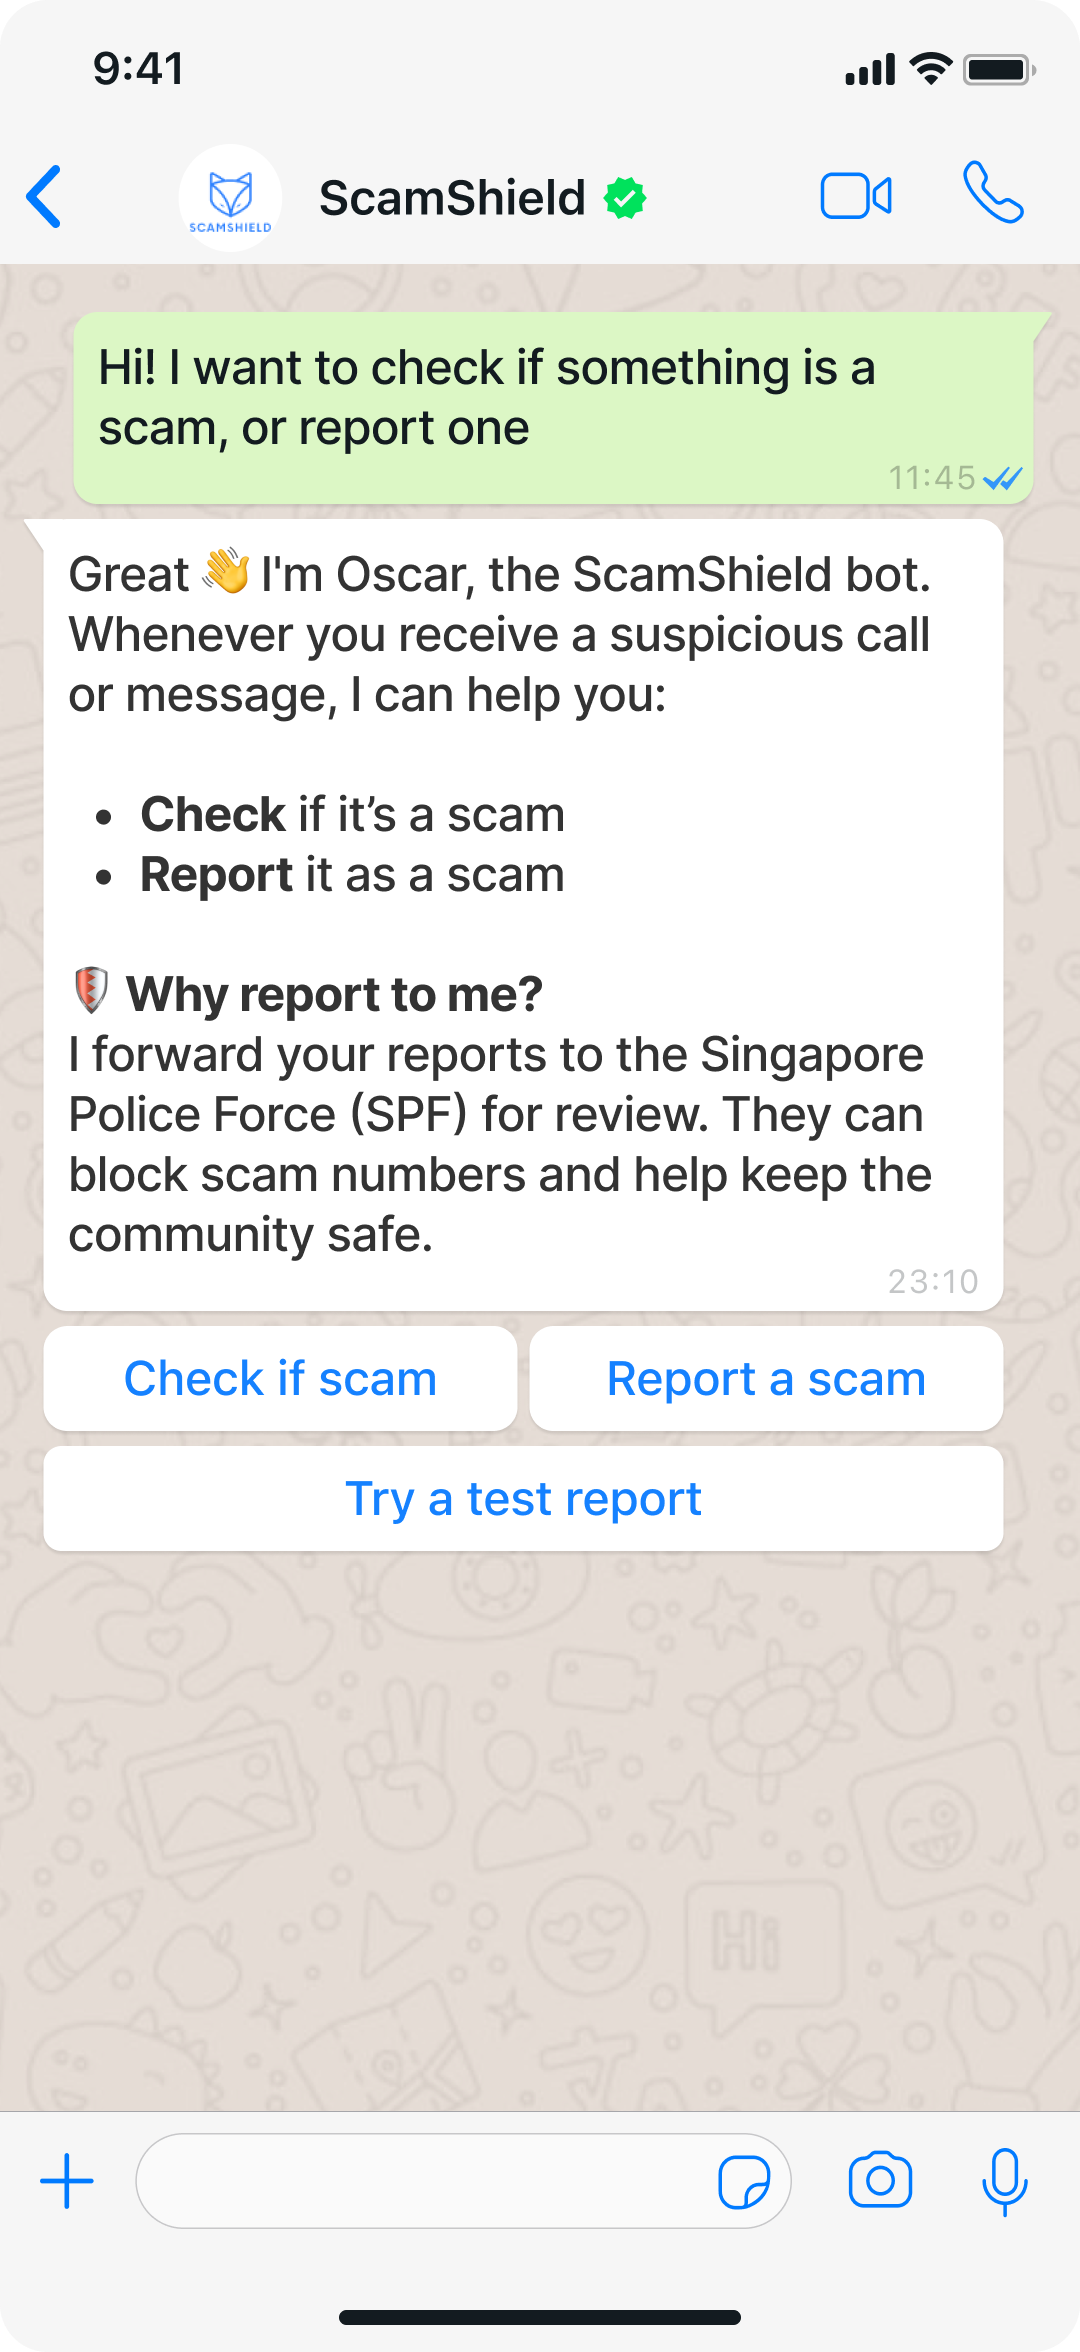 9:41
SCAMSHIELD
ScamShield
Hi! I want to check if something is a
scam, or report one
11:45
Great 👋 I'm Oscar, the ScamShield bot.
Whenever you receive a suspicious call
or message, I can help you:
• Check if it’s a scam
• Report it as a scam
🛡️ Why report to me?
I forward your reports to the Singapore
Police Force (SPF) for review. They can
block scam numbers and help keep the
community safe.
23:10
Check if scam
Report a scam
Try a test report
Hi